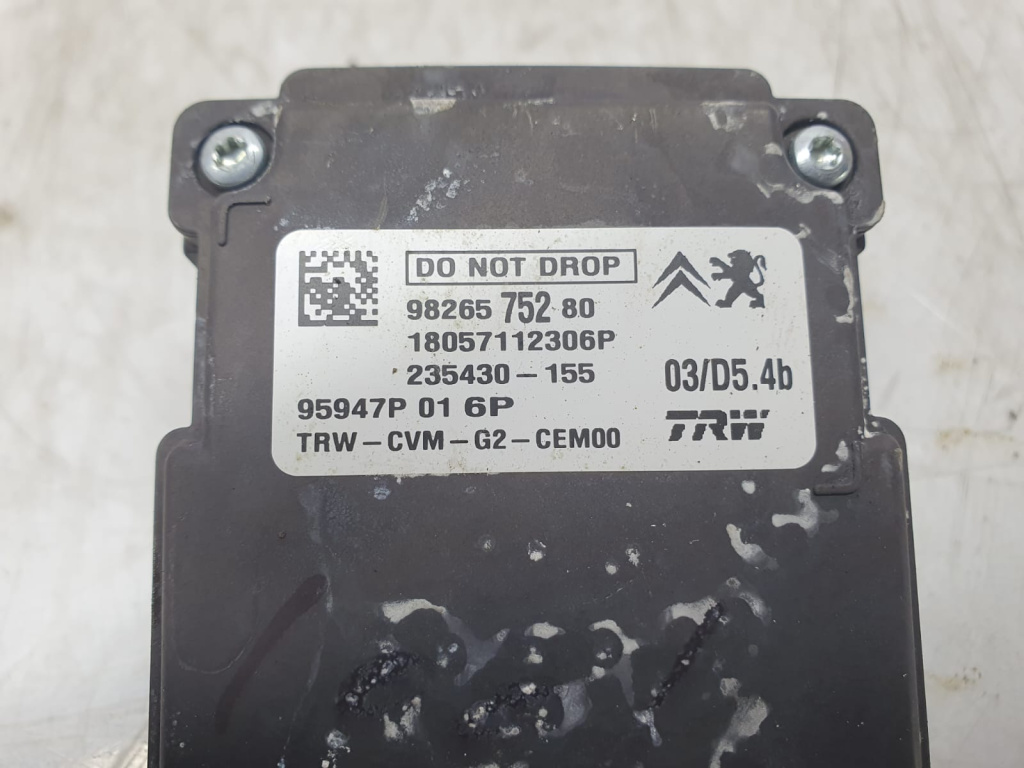 DO NOT DROP
98265 752 80
18057112306P
235430-155
03/D5.4b
95947P 01 6P
TRW
TRW-CVM-G2-CEM00